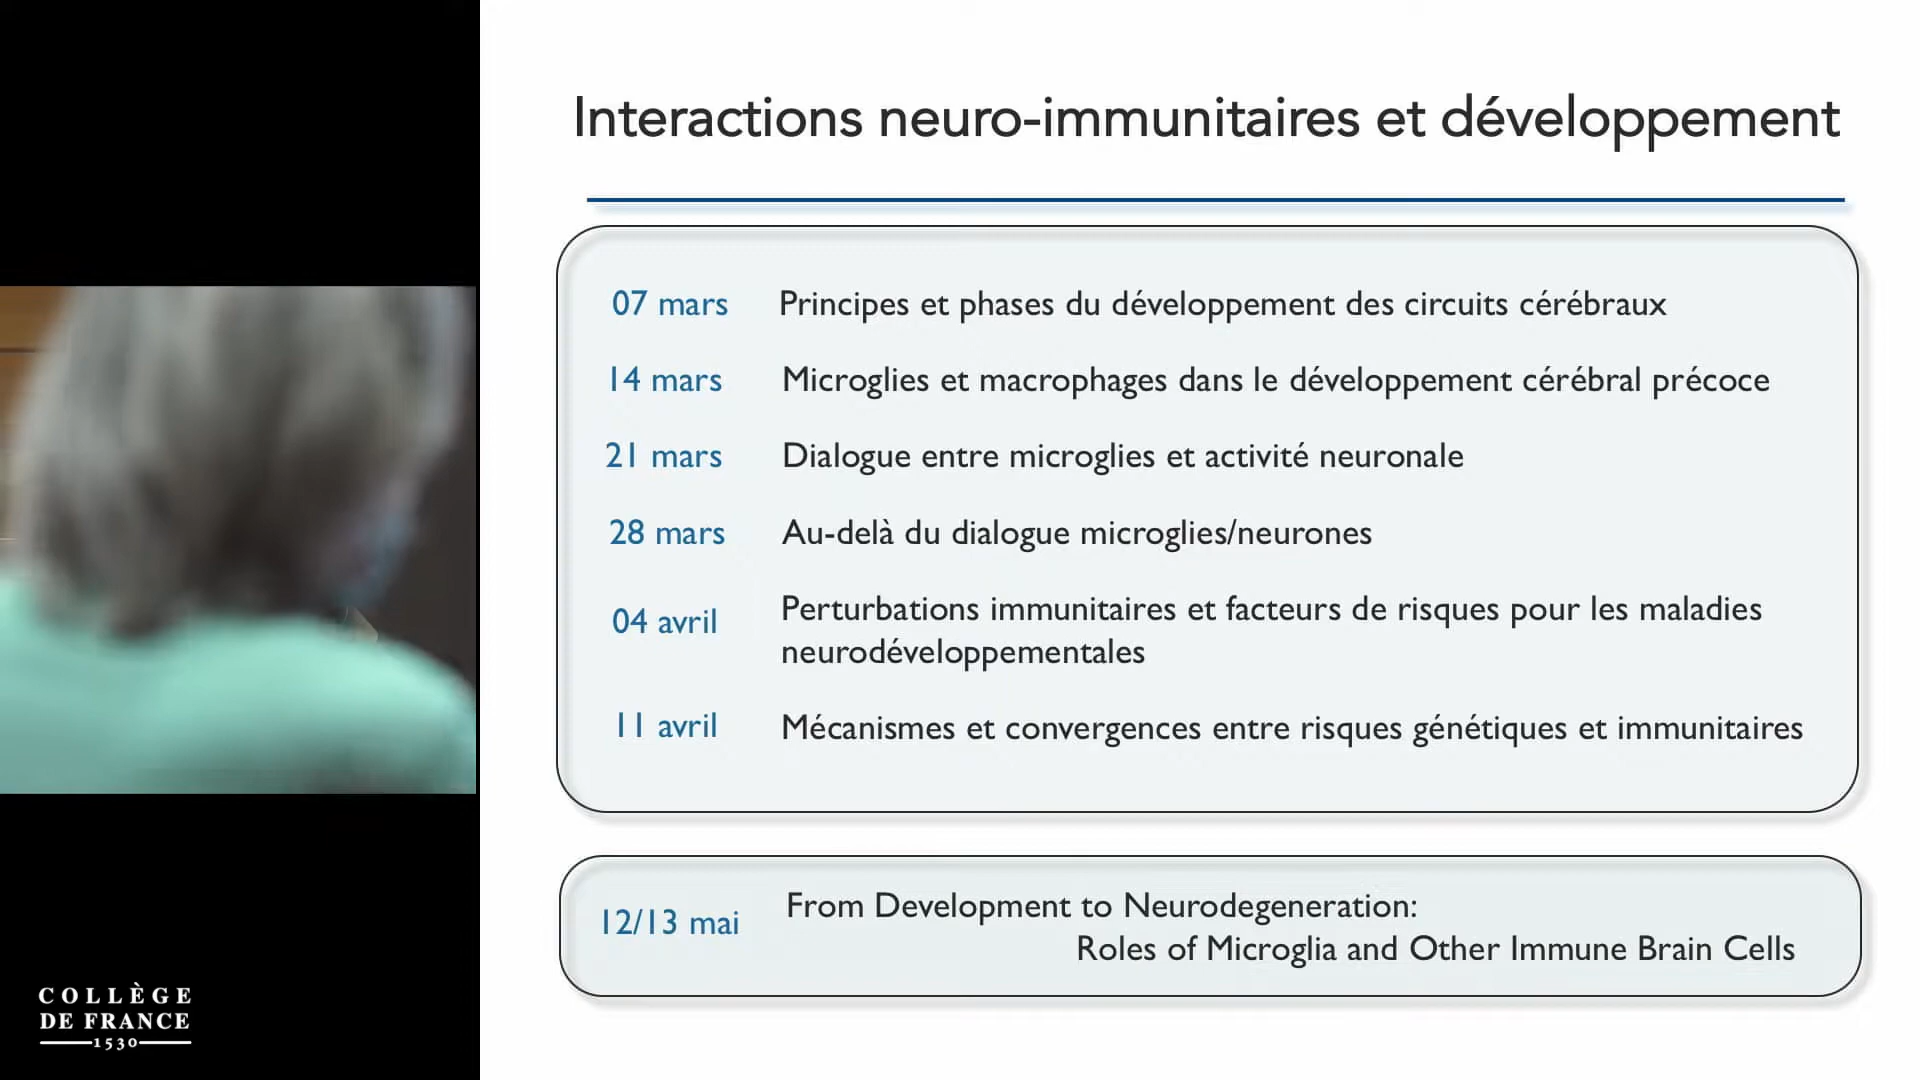 Interactions neuro-immunitaires et développement
07 mars Principes et phases du développement des circuits cérébraux
14 mars Microglies et macrophages dans le développement cérébral précoce
21 mars Dialogue entre microglies et activité neuronale
28 mars Au-delà du dialogue microglies/neurones
04 avril Perturbations immunitaires et facteurs de risques pour les maladies
neurodéveloppementales
11 avril Mécanismes et convergences entre risques génétiques et immunitaires
12/13 mai From Development to Neurodegeneration:
Roles of Microglia and Other Immune Brain Cells
COLLÈGE
DE FRANCE
1530